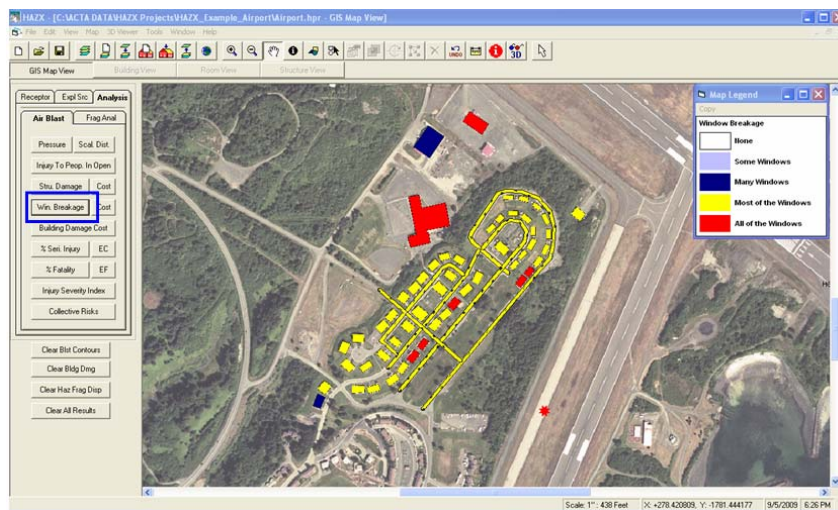 HAZX - [C:\ACTA DATA\HAZX Projects\HAZX_Example_Airport\Airport.hpr - GIS Map View]
File Edit View Map 3D Viewer Tools Window Help
UNDO 3D
GIS Map View Building View Room View Structure View
Receptor Expl Src Analysis
Air Blast Frag Anal
Pressure Scal. Dist.
Injury To Peop. In Open
Stru. Damage Cost
Win. Breakage Cost
Building Damage Cost
% Seri. Injury EC
% Fatality EF
Injury Severity Index
Collective Risks
Clear Blst Contours
Clear Bldg Dmg
Clear Haz Frag Disp
Clear All Results
Map Legend
Copy
Window Breakage
None
Some Windows
Many Windows
Most of the Windows
All of the Windows
Scale: 1" : 438 Feet X: +278.420809, Y: -1781.444177 9/5/2009 6:26 PM